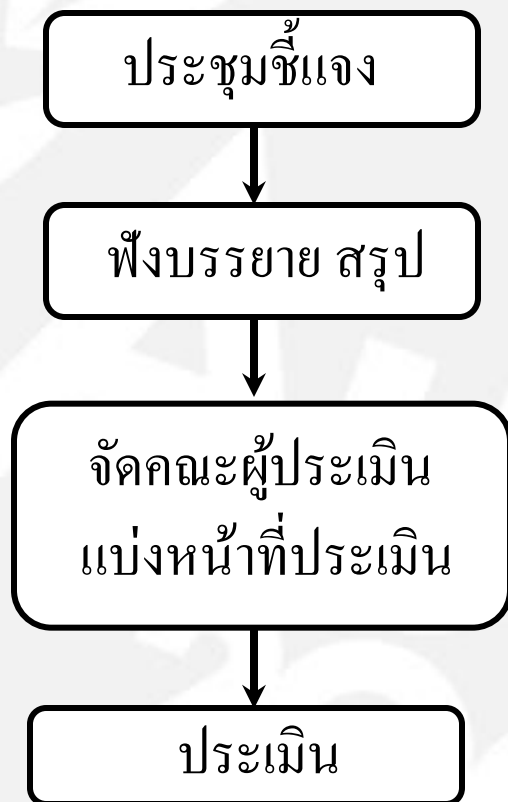 ประชุมชี้แจง
ฟังบรรยาย สรุป
จัดคณะผู้ประเมิน
แบ่งหน้าที่ประเมิน
ประเมิน